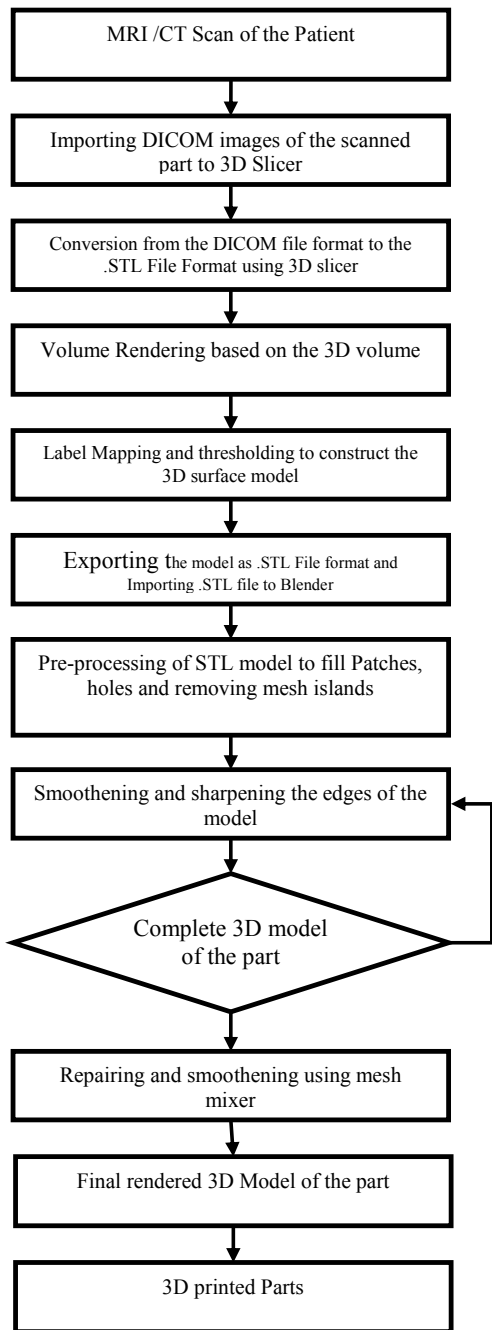 MRI /CT Scan of the Patient
Importing DICOM images of the scanned
part to 3D Slicer
Conversion from the DICOM file format to the
.STL File Format using 3D slicer
Volume Rendering based on the 3D volume
Label Mapping and thresholding to construct the
3D surface model
Exporting the model as .STL File format and
Importing .STL file to Blender
Pre-processing of STL model to fill Patches,
holes and removing mesh islands
Smoothening and sharpening the edges of the
model
Complete 3D model
of the part
Repairing and smoothening using mesh
mixer
Final rendered 3D Model of the part
3D printed Parts